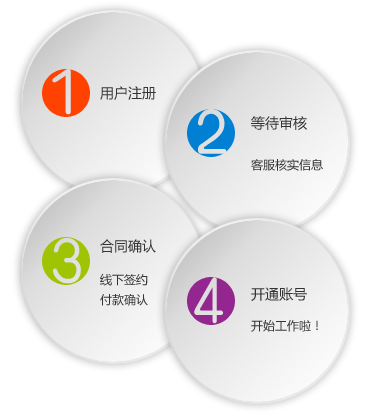 1
用户注册
2
等待审核
客服核实信息
3
合同确认
线下签约
付款确认
4
开通账号
开始工作啦！